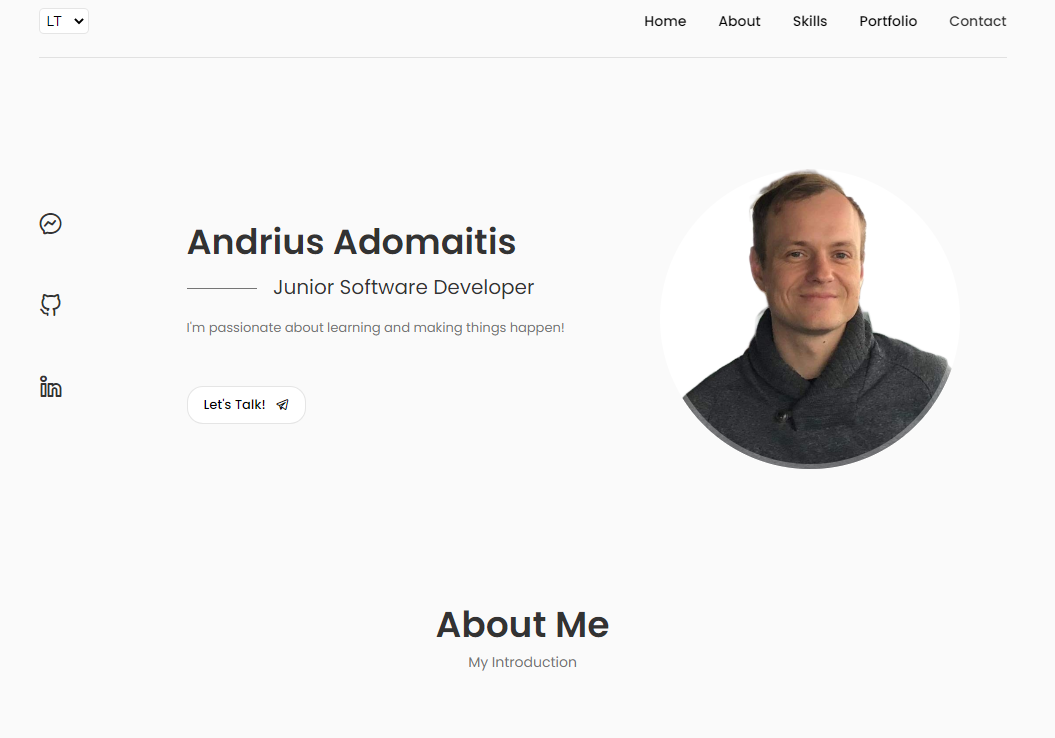 LT
Home About Skills Portfolio Contact
Andrius Adomaitis
Junior Software Developer
I'm passionate about learning and making things happen!
Let's Talk!
About Me
My Introduction